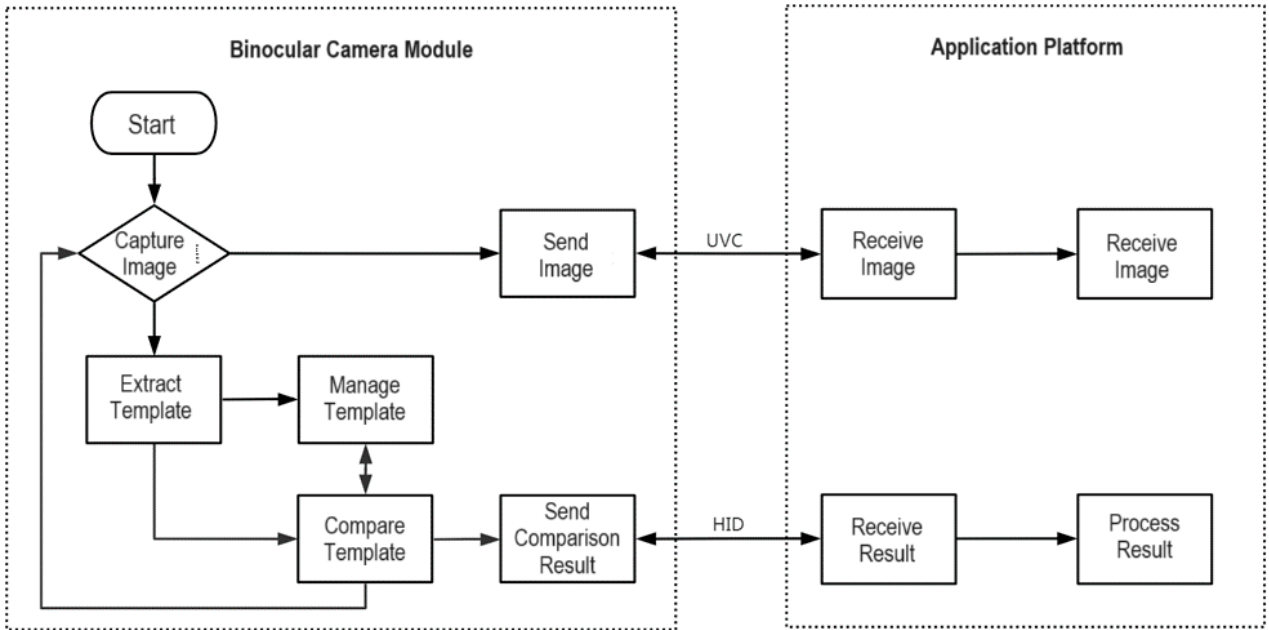 Binocular Camera Module
Application Platform
Start
Capture
Image
Send
Image
UVC
Receive
Image
Receive
Image
Extract
Template
Manage
Template
Compare
Template
Send
Comparison
Result
HID
Receive
Result
Process
Result